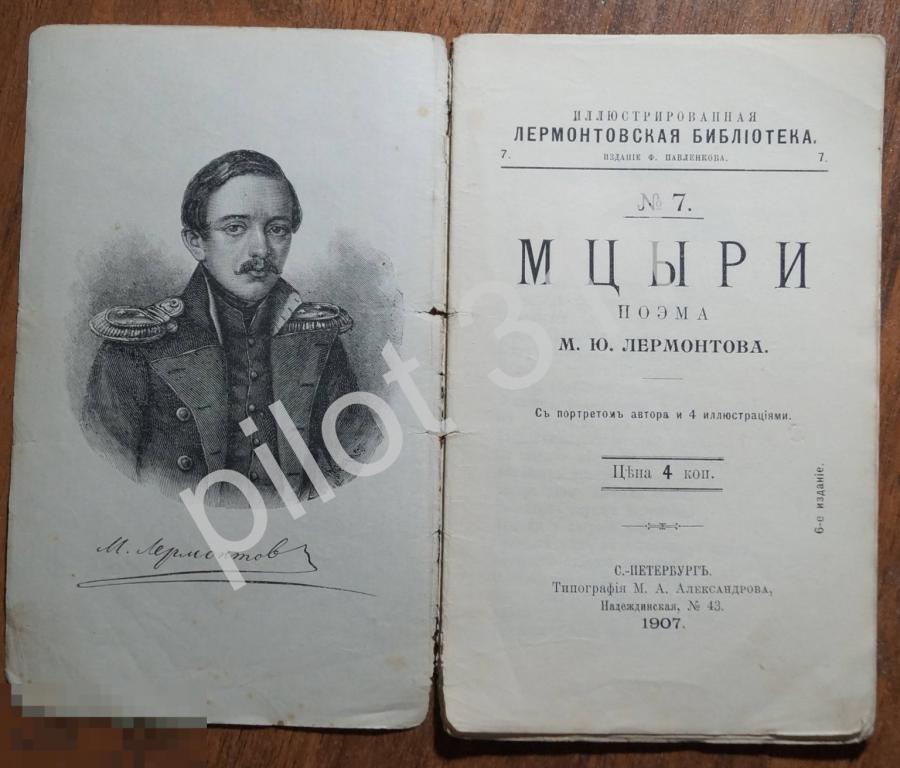 М. Лермонтов
ИЛЛЮСТРИРОВАННАЯ
ЛЕРМОНТОВСКАЯ БИБЛІОТЕКА.
7. ИЗДАНІЕ Ф. ПАВЛЕНКОВА. 7.
№ 7.
МЦЫРИ
ПОЭМА
М. Ю. ЛЕРМОНТОВА.
Съ портретомъ автора и 4 иллюстраціями.
Цѣна 4 коп.
6-е изданіе.
С.-ПЕТЕРБУРГЪ.
Типографія М. А. Александрова,
Надеждинская, № 43.
1907.
pilot 3